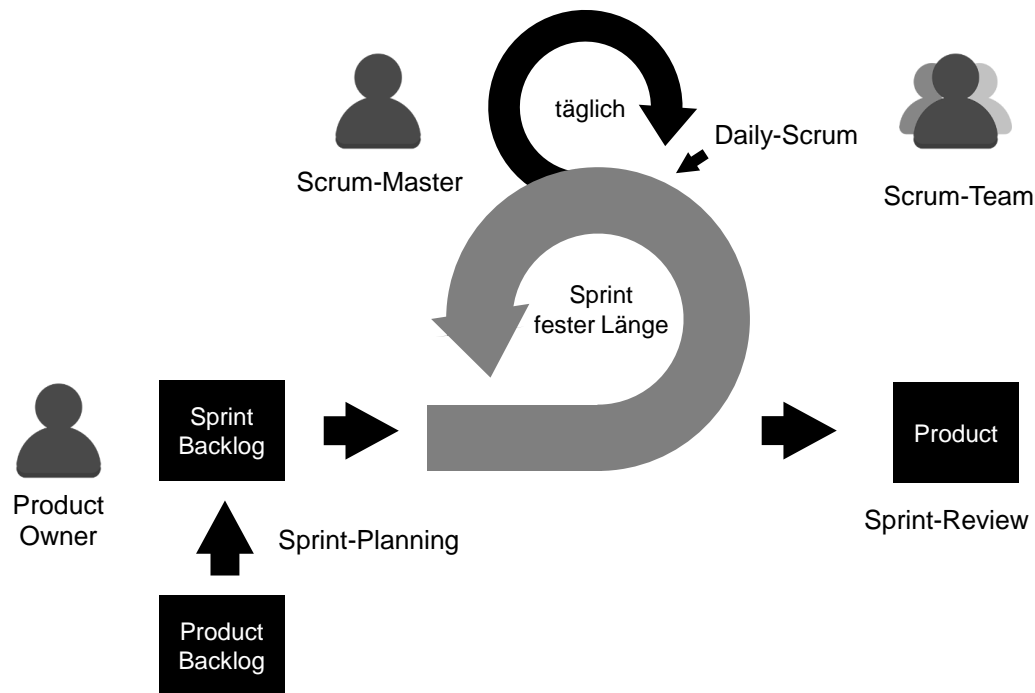 täglich
Daily-Scrum
Scrum-Master
Scrum-Team
Sprint
fester Länge
Sprint
Backlog
Product
Product
Owner
Sprint-Planning
Sprint-Review
Product
Backlog